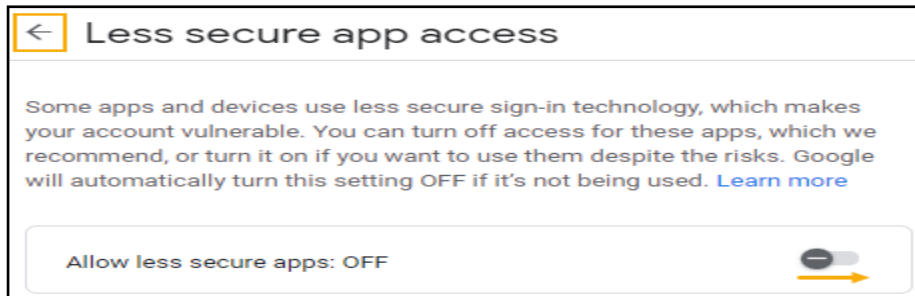 Less secure app access
Some apps and devices use less secure sign-in technology, which makes
your account vulnerable. You can turn off access for these apps, which we
recommend, or turn it on if you want to use them despite the risks. Google
will automatically turn this setting OFF if it's not being used. Learn more
Allow less secure apps: OFF